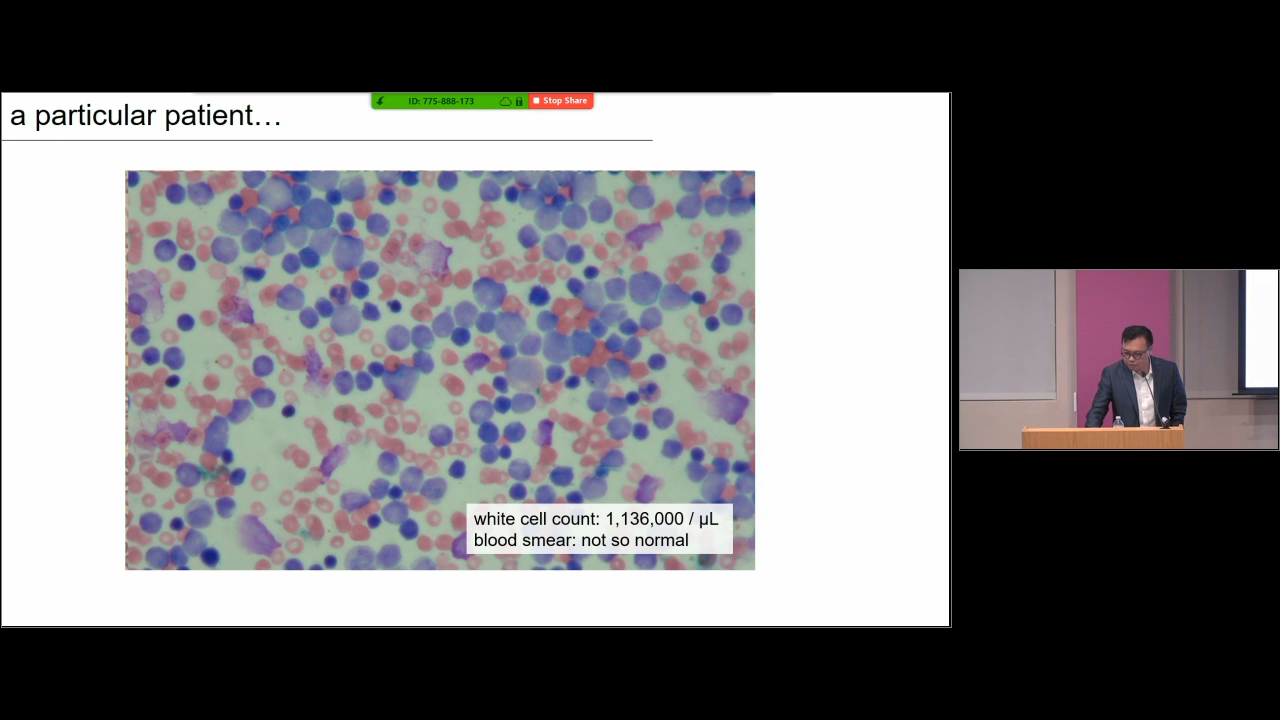 ID: 775-888-173
Stop Share
a particular patient…
white cell count: 1,136,000 / µL
blood smear: not so normal